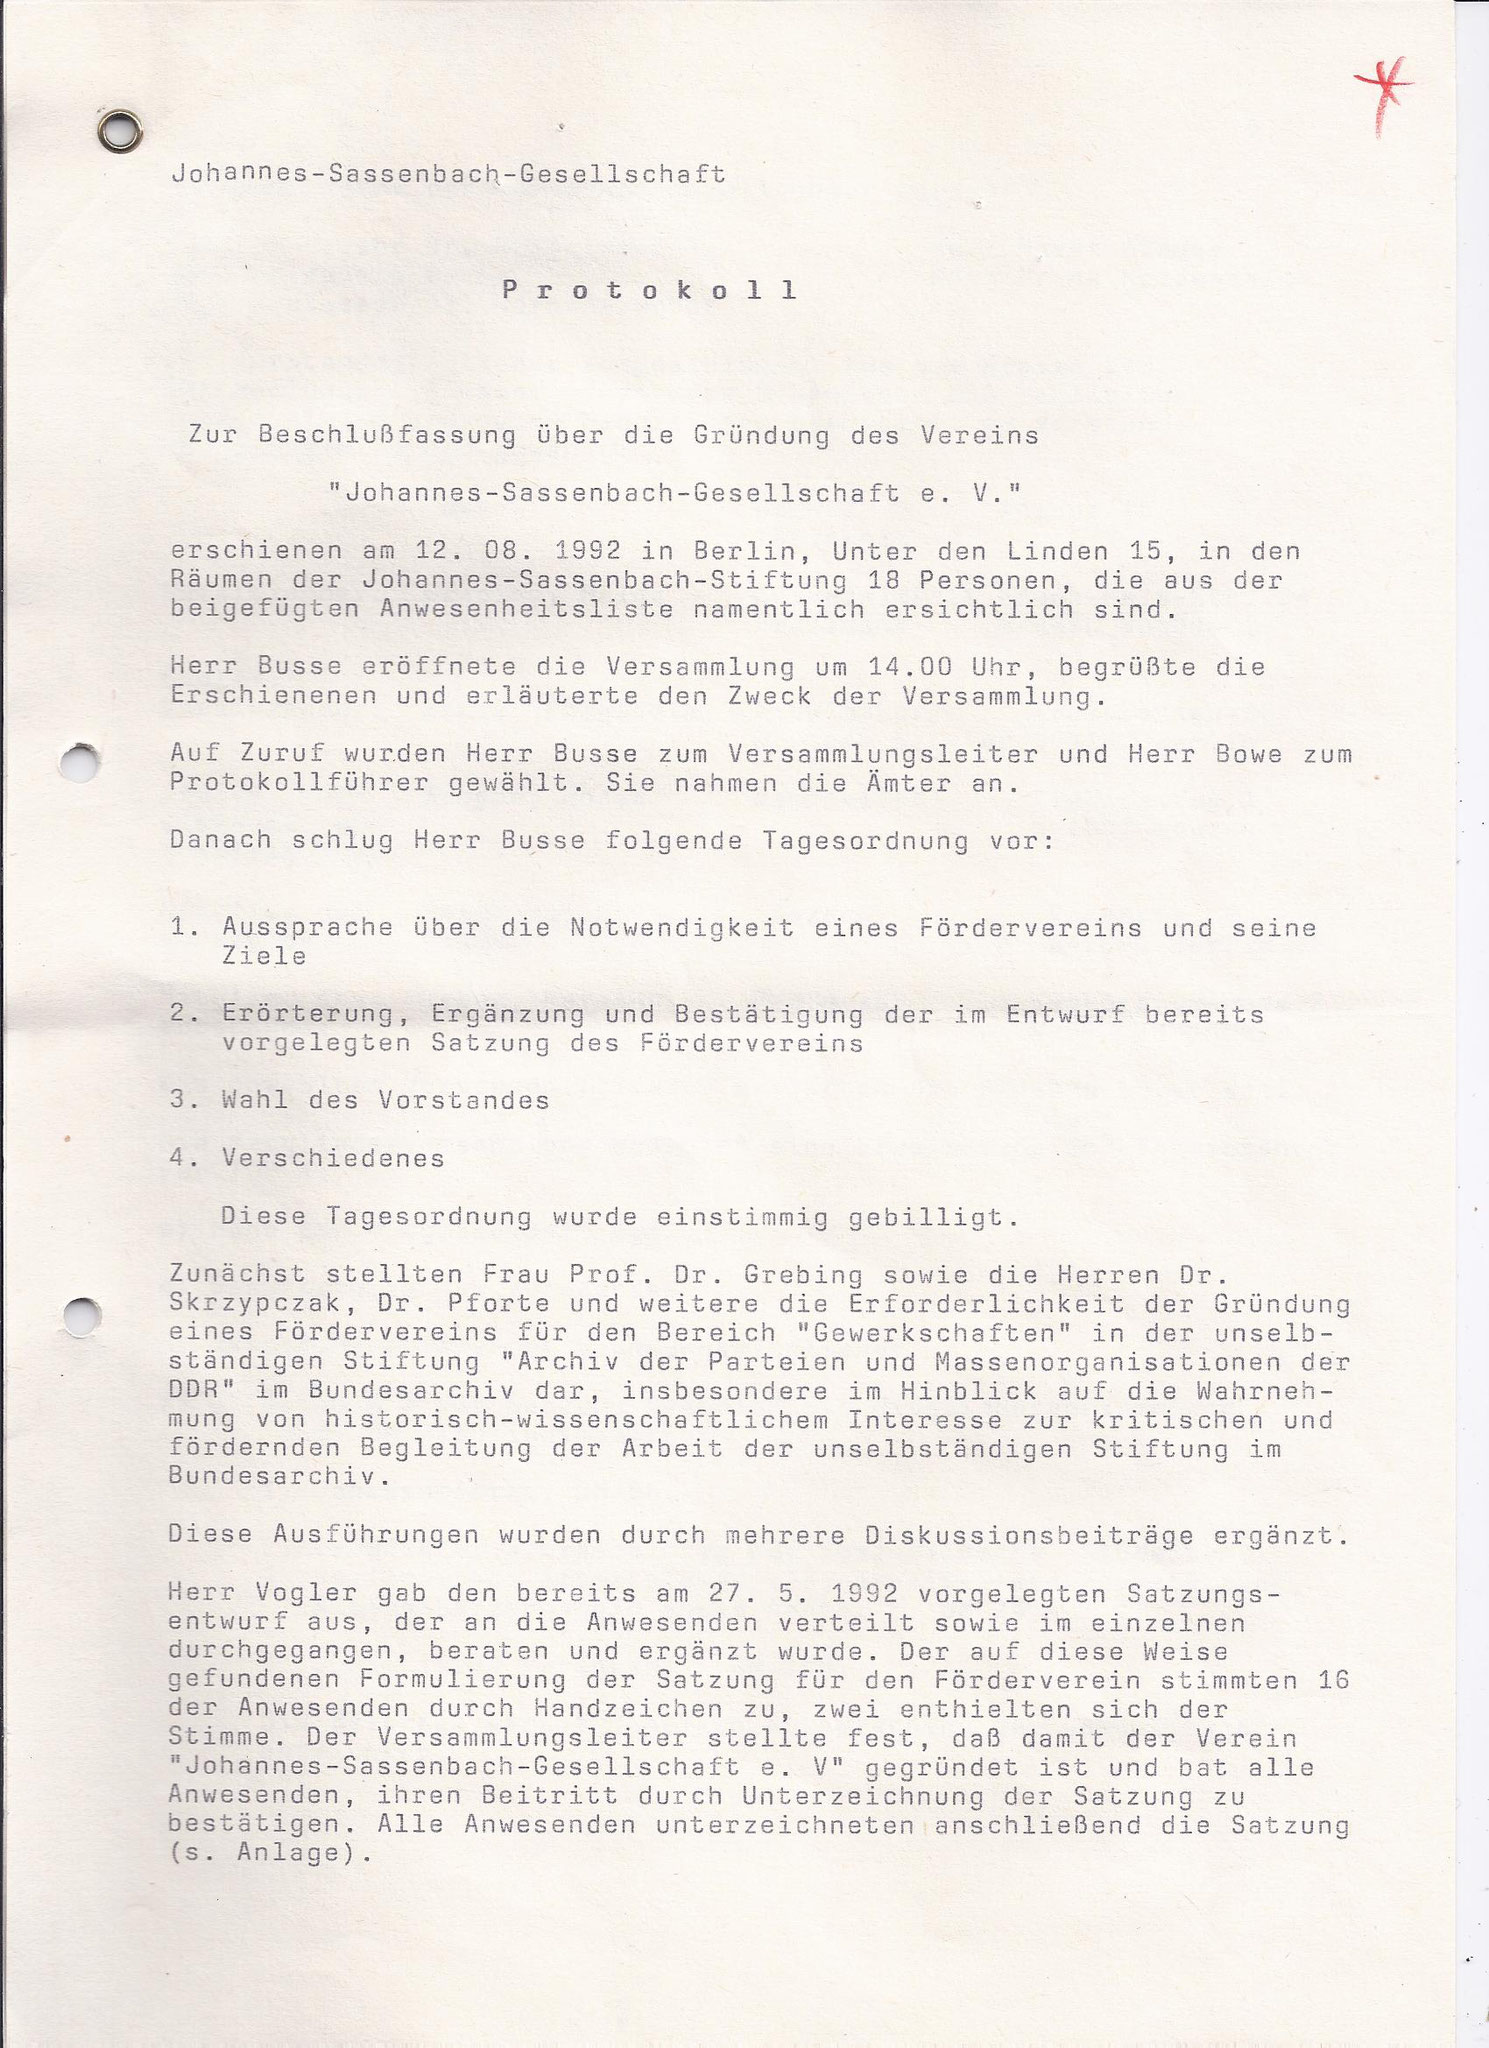 Johannes-Sassenbach-Gesellschaft
P r o t o k o l l
Zur Beschlußfassung über die Gründung des Vereins
"Johannes-Sassenbach-Gesellschaft e. V."
erschienen am 12. 08. 1992 in Berlin, Unter den Linden 15, in den
Räumen der Johannes-Sassenbach-Stiftung 18 Personen, die aus der
beigefügten Anwesenheitsliste namentlich ersichtlich sind.
Herr Busse eröffnete die Versammlung um 14.00 Uhr, begrüßte die
Erschienenen und erläuterte den Zweck der Versammlung.
Auf Zuruf wurden Herr Busse zum Versammlungsleiter und Herr Bowe zum
Protokollführer gewählt. Sie nahmen die Ämter an.
Danach schlug Herr Busse folgende Tagesordnung vor:
1. Aussprache über die Notwendigkeit eines Fördervereins und seine
Ziele
2. Erörterung, Ergänzung und Bestätigung der im Entwurf bereits
vorgelegten Satzung des Fördervereins
3. Wahl des Vorstandes
4. Verschiedenes
Diese Tagesordnung wurde einstimmig gebilligt.
Zunächst stellten Frau Prof. Dr. Grebing sowie die Herren Dr.
Skrzypczak, Dr. Pforte und weitere die Erforderlichkeit der Gründung
eines Fördervereins für den Bereich "Gewerkschaften" in der unselb-
ständigen Stiftung "Archiv der Parteien und Massenorganisationen der
DDR" im Bundesarchiv dar, insbesondere im Hinblick auf die Wahrneh-
mung von historisch-wissenschaftlichem Interesse zur kritischen und
fördernden Begleitung der Arbeit der unselbständigen Stiftung im
Bundesarchiv.
Diese Ausführungen wurden durch mehrere Diskussionsbeiträge ergänzt.
Herr Vogler gab den bereits am 27. 5. 1992 vorgelegten Satzungs-
entwurf aus, der an die Anwesenden verteilt sowie im einzelnen
durchgegangen, beraten und ergänzt wurde. Der auf diese Weise
gefundenen Formulierung der Satzung für den Förderverein stimmten 16
der Anwesenden durch Handzeichen zu, zwei enthielten sich der
Stimme. Der Versammlungsleiter stellte fest, daß damit der Verein
"Johannes-Sassenbach-Gesellschaft e. V" gegründet ist und bat alle
Anwesenden, ihren Beitritt durch Unterzeichnung der Satzung zu
bestätigen. Alle Anwesenden unterzeichneten anschließend die Satzung
(s. Anlage).